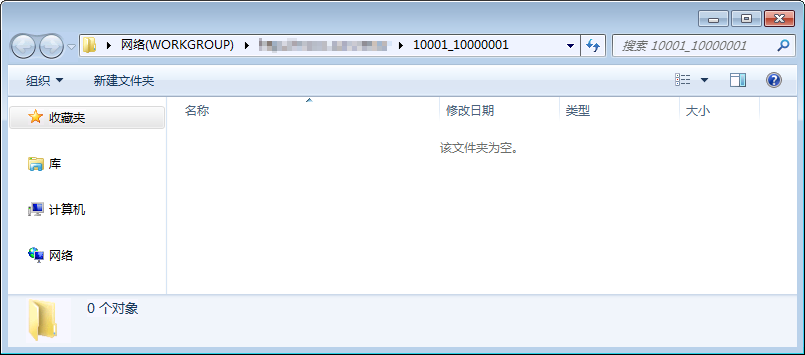 网络(WORKGROUP) 10001_10000001 搜索 10001_10000001
组织 新建文件夹
收藏夹 名称 修改日期 类型 大小
该文件夹为空。
库
计算机
网络
0 个对象